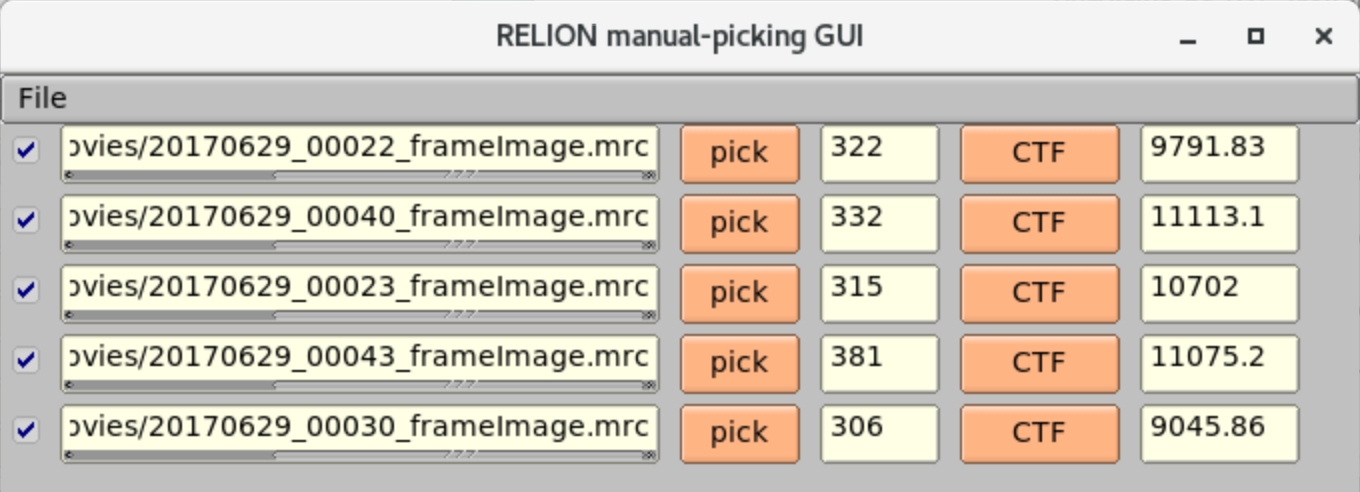 RELION manual-picking GUI
File
ovies/20170629_00022_frameImage.mrc pick 322 CTF 9791.83
ovies/20170629_00040_frameImage.mrc pick 332 CTF 11113.1
ovies/20170629_00023_frameImage.mrc pick 315 CTF 10702
ovies/20170629_00043_frameImage.mrc pick 381 CTF 11075.2
ovies/20170629_00030_frameImage.mrc pick 306 CTF 9045.86